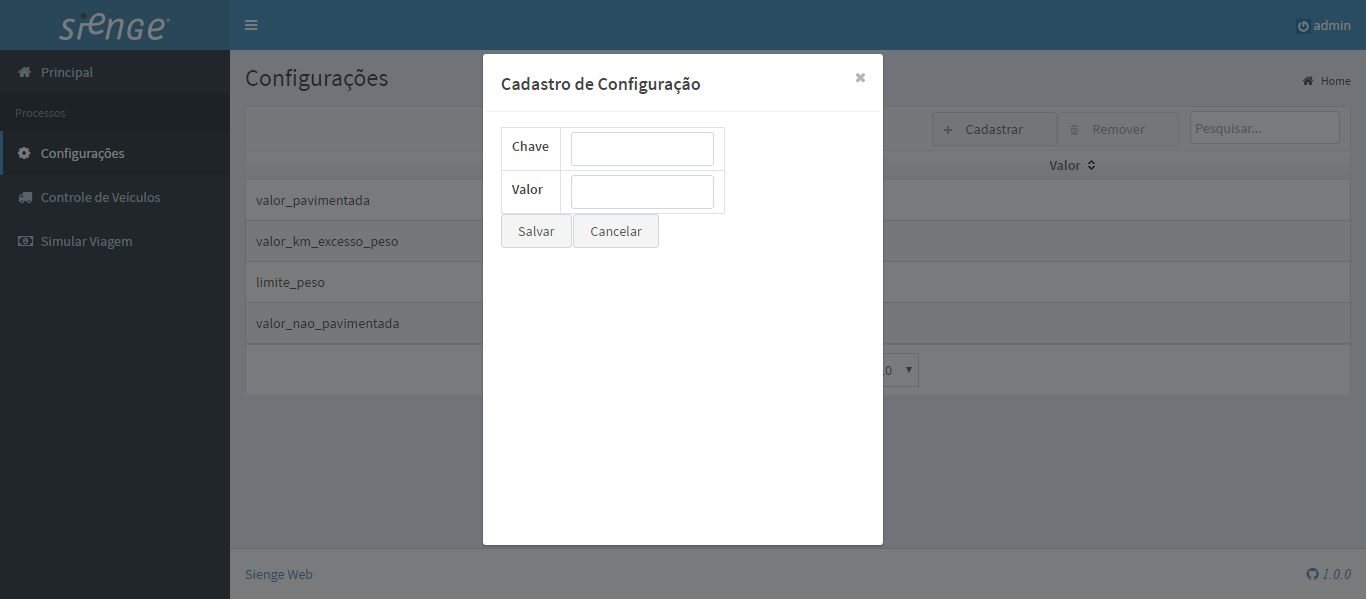 sienge
admin
Principal
Processos
Configurações
Controle de Veículos
Simular Viagem
Configurações
Home
Cadastrar
Remover
Pesquisar...
Valor
valor_pavimentada
valor_km_excesso_peso
limite_peso
valor_nao_pavimentada
Cadastro de Configuração
Chave
Valor
Salvar
Cancelar
Sienge Web
1.0.0